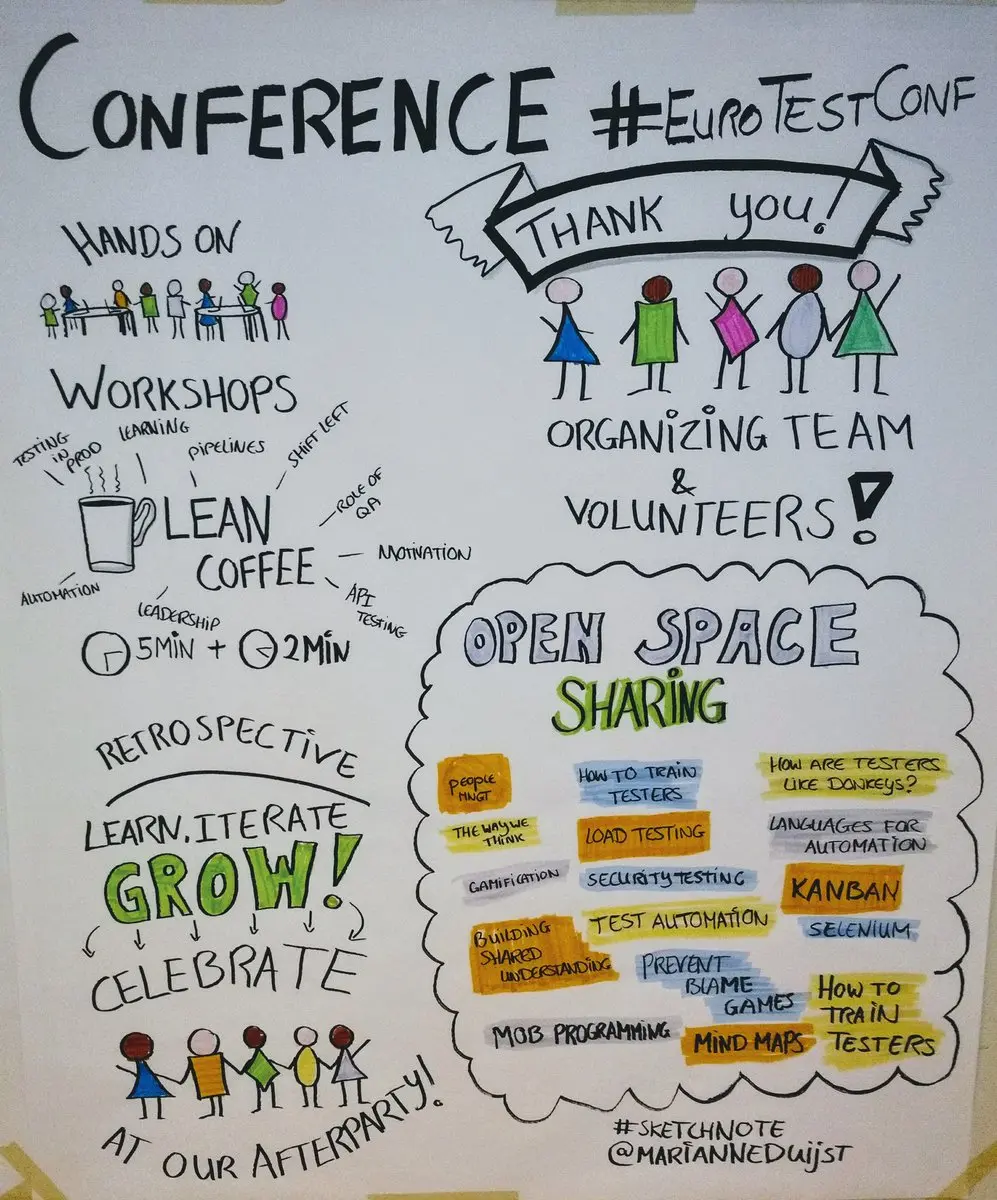 CONFERENCE #EUROTESTCONF
THANK YOU!
ORGANIZING TEAM
&
VOLUNTEERS!
HANDS ON
WORKSHOPS
TESTING
IN
PROD
LEARNING
PIPELINES
SHIFT LEFT
ROLE OF
QA
MOTIVATION
API
TESTING
LEADERSHIP
AUTOMATION
LEAN
COFFEE
5MIN + 2MIN
RETROSPECTIVE
LEARN. ITERATE
GROW!
CELEBRATE
AT OUR AFTERPARTY!
OPEN SPACE
SHARING
PEOPLE
MNGT
HOW TO TRAIN
TESTERS
HOW ARE TESTERS
LIKE DONKEYS?
THE WAY WE
THINK
LOAD TESTING
LANGUAGES FOR
AUTOMATION
GAMIFICATION
SECURITY TESTING
KANBAN
BUILDING
SHARED
UNDERSTANDING
TEST AUTOMATION
SELENIUM
PREVENT
BLAME
GAMES
HOW TO
TRAIN
TESTERS
MOB PROGRAMMING
MIND MAPS
#SKETCHNOTE
@MARIANNEDUIJST